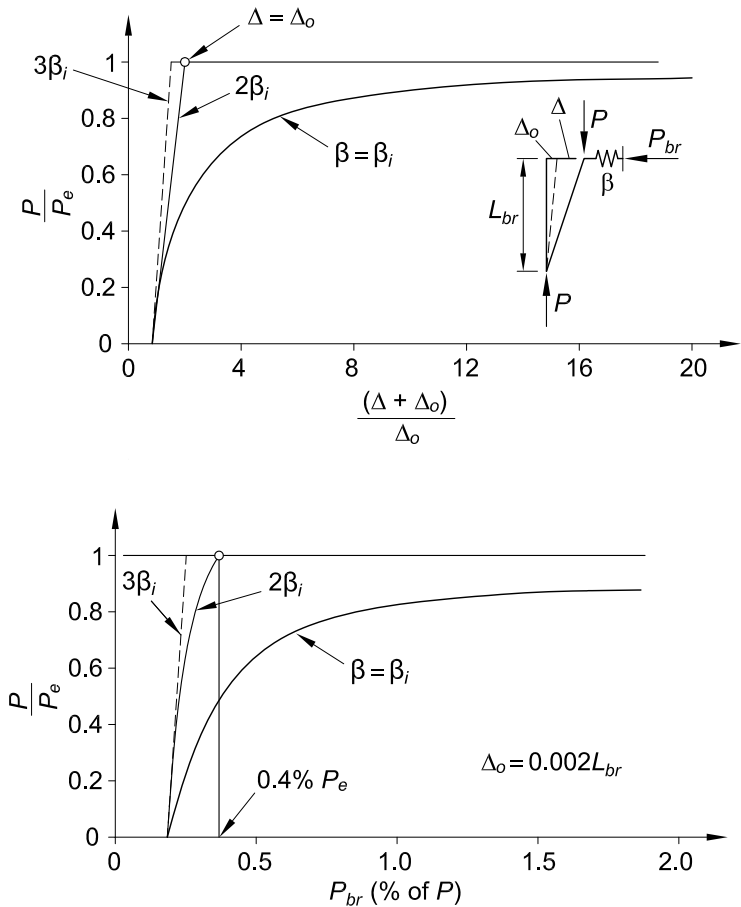 Δ = Δo
1
3βi
2βi
0.8
β = βi
0.6
P
Pe
0.4
0.2
0
Δo
Δ
P
Pbr
β
Lbr
P
0 4 8 12 16 20
(Δ + Δo)
Δo
1
3βi
2βi
0.8
β = βi
0.6
P
Pe
0.4
0.2
0
0.4% Pe
Δo = 0.002Lbr
0 0.5 1.0 1.5 2.0
Pbr (% of P)